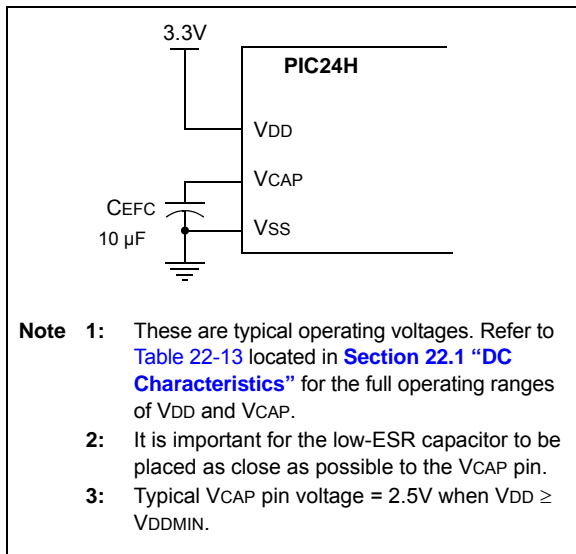 3.3V
PIC24H
VDD
VCAP
CEFC
10 µF
VSS
Note 1: These are typical operating voltages. Refer to
Table 22-13 located in Section 22.1 “DC
Characteristics” for the full operating ranges
of VDD and VCAP.
2: It is important for the low-ESR capacitor to be
placed as close as possible to the VCAP pin.
3: Typical VCAP pin voltage = 2.5V when VDD ≥
VDDMIN.